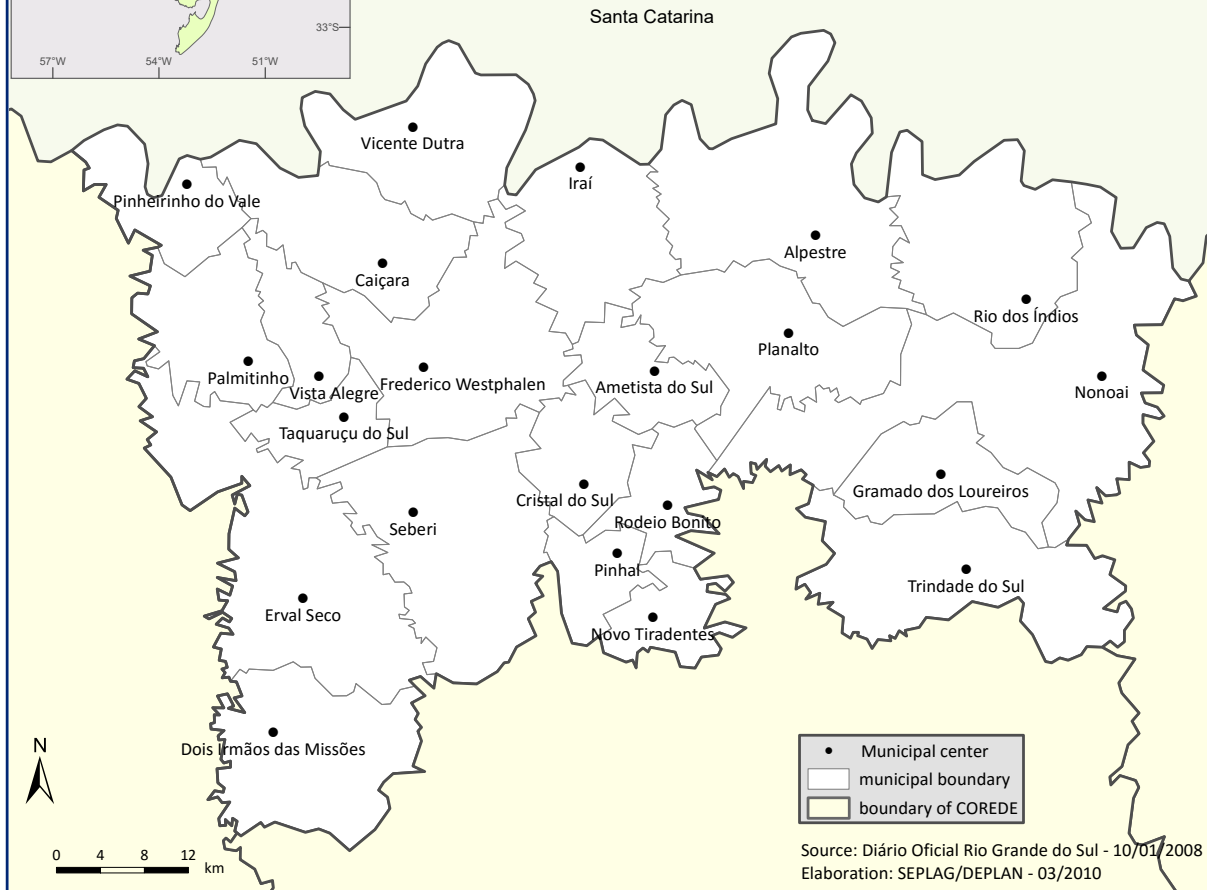 Santa Catarina
33°S
57°W
54°W
51°W
Vicente Dutra
Iraí
Pinheirinho do Vale
Alpestre
Caiçara
Rio dos Índios
Planalto
Palmitinho
Vista Alegre
Frederico Westphalen
Ametista do Sul
Nonoai
Taquaruçu do Sul
Gramado dos Loureiros
Cristal do Sul
Rodeio Bonito
Seberi
Pinhal
Trindade do Sul
Erval Seco
Novo Tiradentes
Dois Irmãos das Missões
N
0 4 8 12
km
Municipal center
municipal boundary
boundary of COREDE
Source: Diário Oficial Rio Grande do Sul - 10/01/2008
Elaboration: SEPLAG/DEPLAN - 03/2010